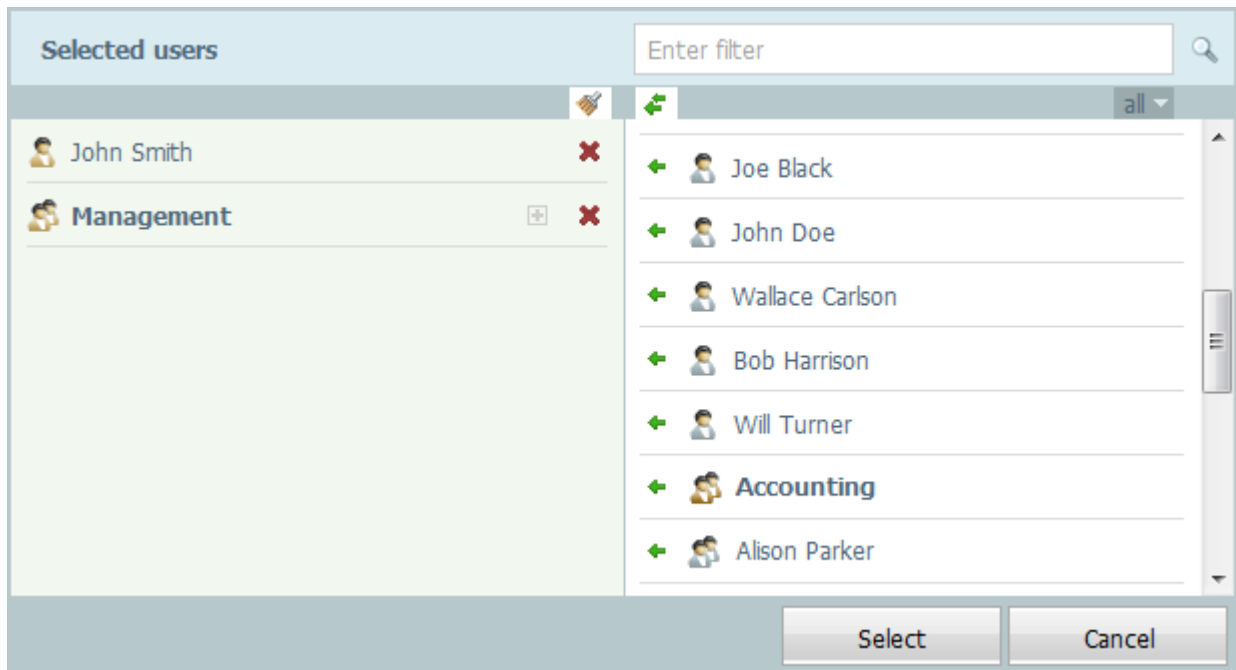 Selected users
Enter filter
all
John Smith
Management
Joe Black
John Doe
Wallace Carlson
Bob Harrison
Will Turner
Accounting
Alison Parker
Select
Cancel